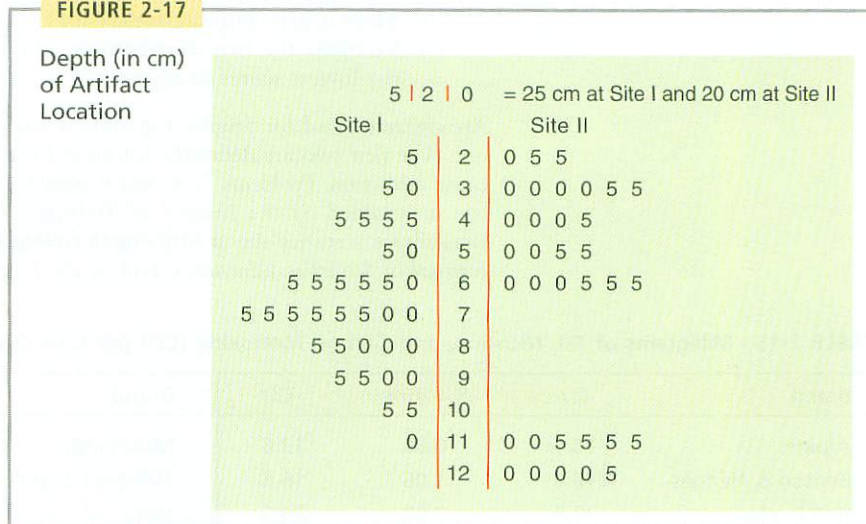 FIGURE 2-17
Depth (in cm)
of Artifact
Location
5 | 2 | 0 = 25 cm at Site I and 20 cm at Site II
Site I Site II
5 | 2 | 0 5 5
5 0 | 3 | 0 0 0 0 5 5
5 5 5 5 | 4 | 0 0 0 5
5 0 | 5 | 0 0 5 5
5 5 5 5 5 0 | 6 | 0 0 0 5 5 5
5 5 5 5 5 5 0 0 | 7 |
5 5 0 0 0 | 8 |
5 5 0 0 | 9 |
5 5 | 10 |
0 | 11 | 0 0 5 5 5 5
| 12 | 0 0 0 0 5